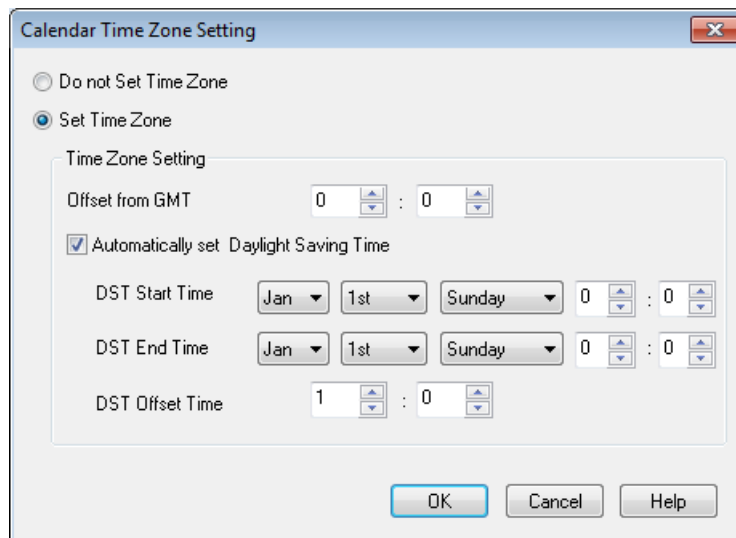 Calendar Time Zone Setting
Do not Set Time Zone
Set Time Zone
Time Zone Setting
Offset from GMT 0 : 0
Automatically set Daylight Saving Time
DST Start Time Jan 1st Sunday 0 : 0
DST End Time Jan 1st Sunday 0 : 0
DST Offset Time 1 : 0
OK Cancel Help